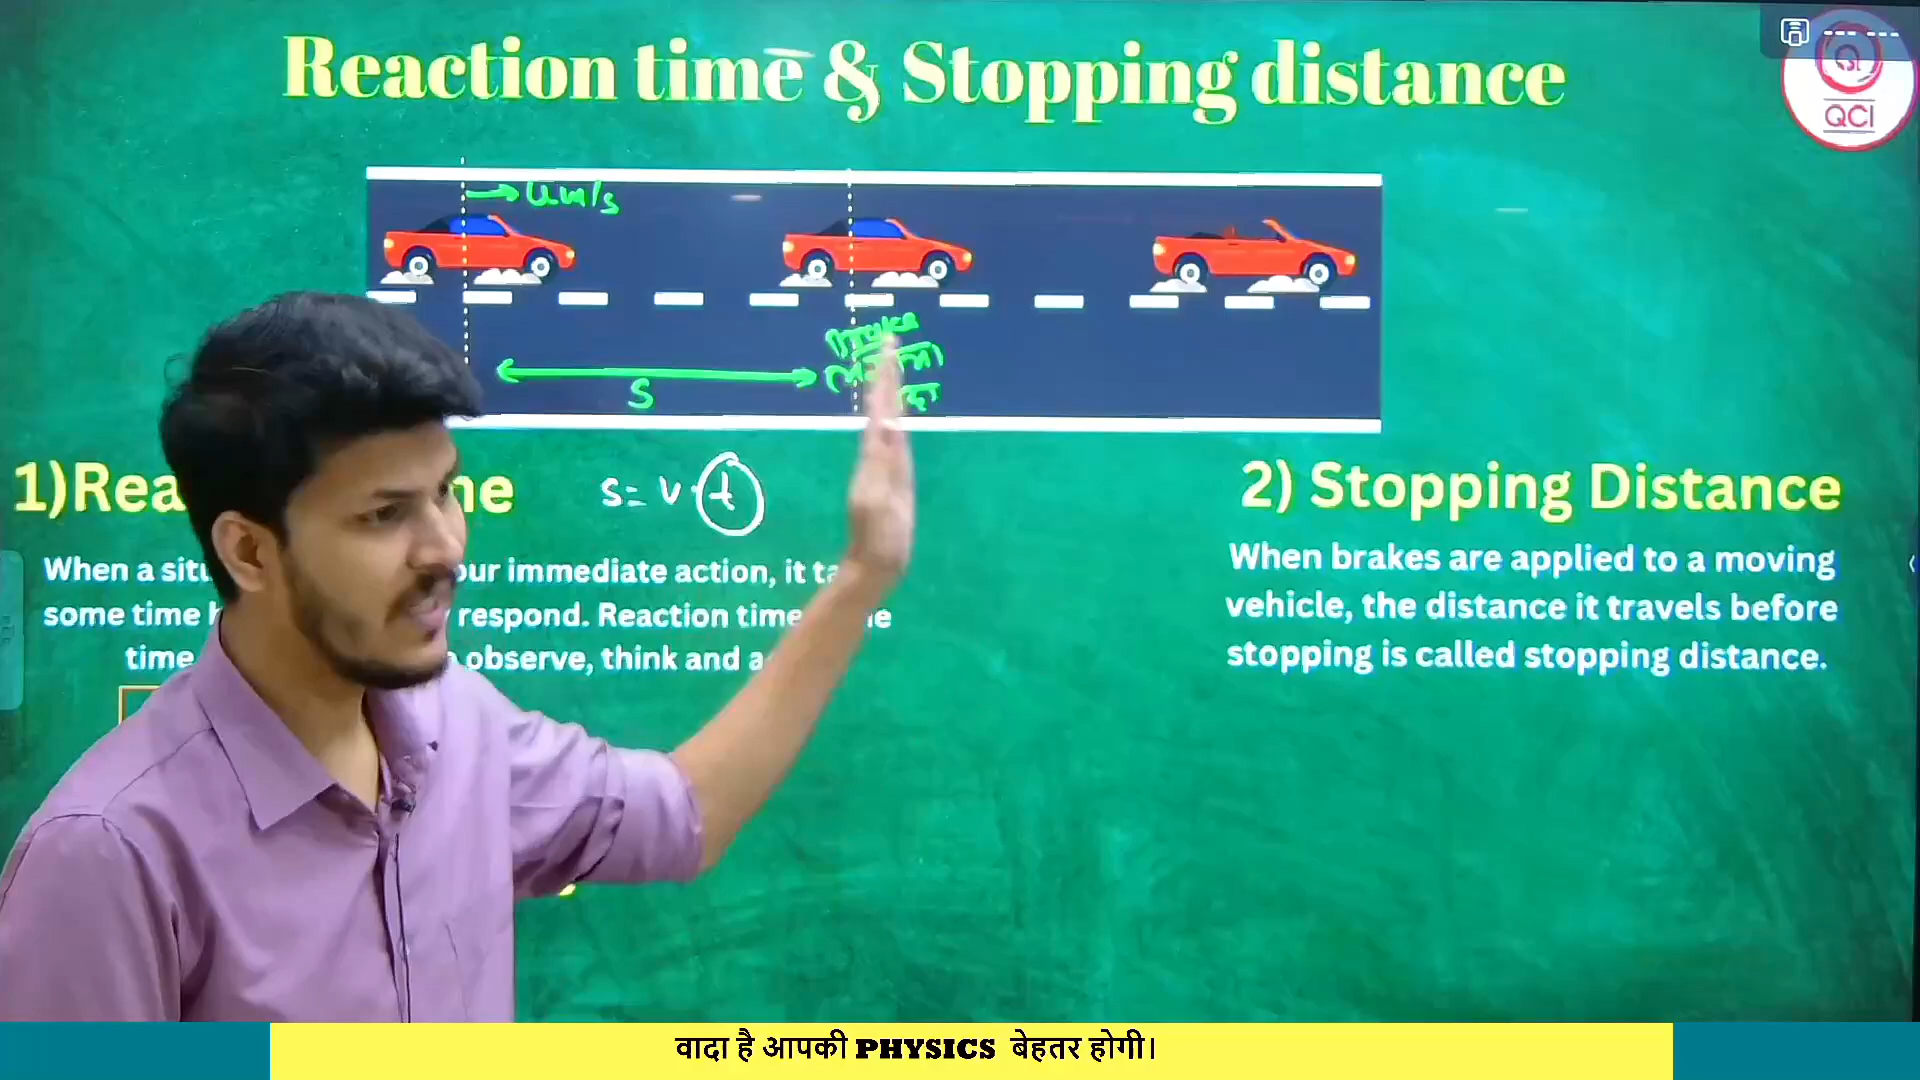 Reaction time & Stopping distance
QCI
u m/s
S
1)Rea ne
S = v·t
2) Stopping Distance
When a situ our immediate action, it ta
some time respond. Reaction time
time observe, think and a
When brakes are applied to a moving
vehicle, the distance it travels before
stopping is called stopping distance.
वादा है आपकी PHYSICS बेहतर होगी।